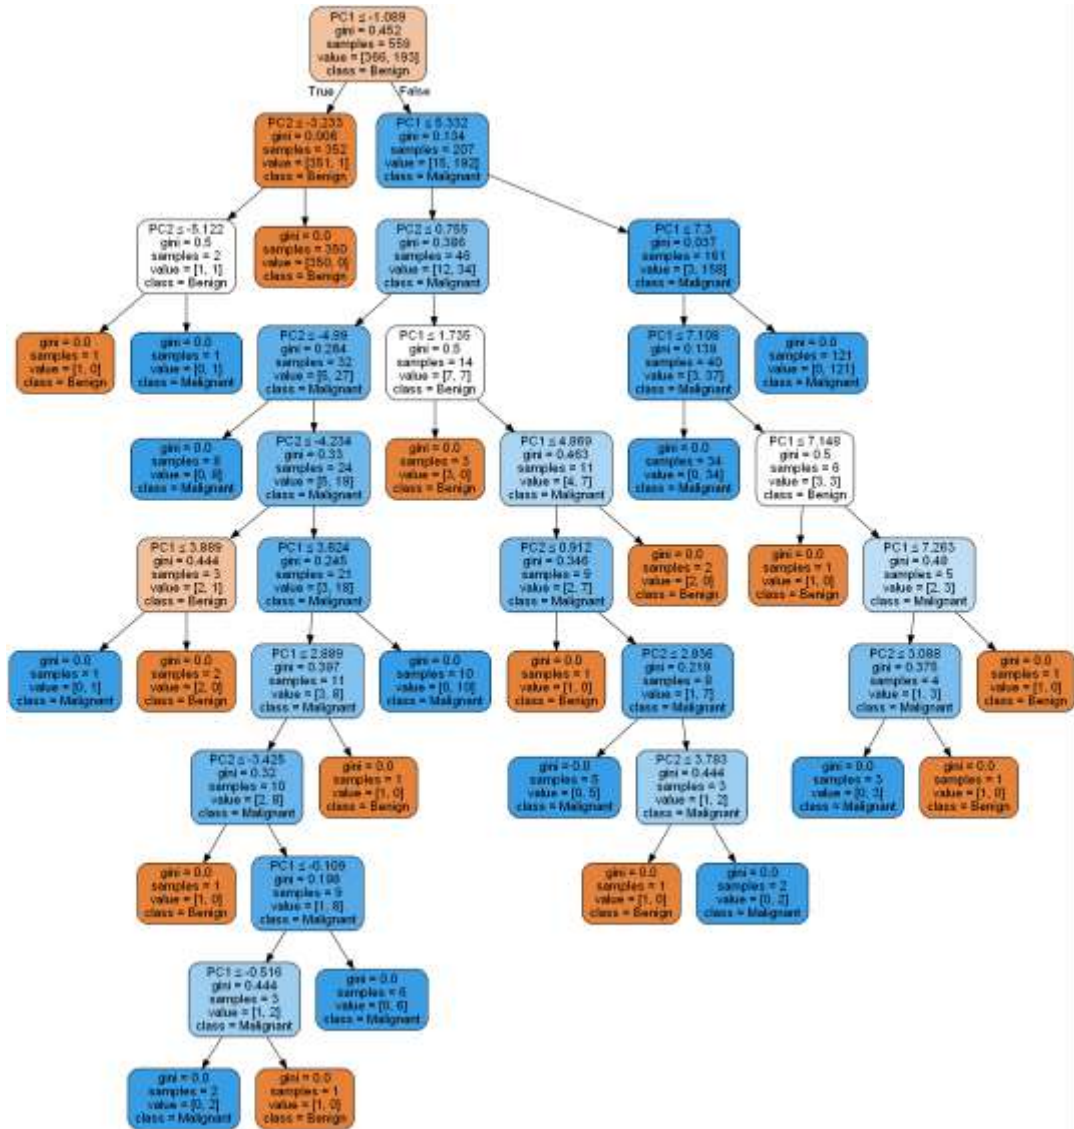 PC1 ≤ -1.089
gini = 0.452
samples = 559
value = [366, 193]
class = Benign
True
False
PC2 ≤ -3.233
gini = 0.006
samples = 352
value = [351, 1]
class = Benign
PC1 ≤ 5.332
gini = 0.134
samples = 207
value = [15, 192]
class = Malignant
PC2 ≤ -5.122
gini = 0.5
samples = 2
value = [1, 1]
class = Benign
gini = 0.0
samples = 350
value = [350, 0]
class = Benign
PC2 ≤ 0.755
gini = 0.386
samples = 46
value = [12, 34]
class = Malignant
PC1 ≤ 7.3
gini = 0.037
samples = 161
value = [3, 158]
class = Malignant
gini = 0.0
samples = 1
value = [1, 0]
class = Benign
gini = 0.0
samples = 1
value = [0, 1]
class = Malignant
PC2 ≤ -4.99
gini = 0.264
samples = 32
value = [5, 27]
class = Malignant
PC1 ≤ 1.735
gini = 0.5
samples = 14
value = [7, 7]
class = Benign
PC1 ≤ 7.108
gini = 0.139
samples = 40
value = [3, 37]
class = Malignant
gini = 0.0
samples = 121
value = [0, 121]
class = Malignant
gini = 0.0
samples = 8
value = [0, 8]
class = Malignant
PC2 ≤ -4.234
gini = 0.33
samples = 24
value = [5, 19]
class = Malignant
gini = 0.0
samples = 3
value = [3, 0]
class = Benign
PC1 ≤ 4.869
gini = 0.463
samples = 11
value = [4, 7]
class = Malignant
gini = 0.0
samples = 34
value = [0, 34]
class = Malignant
PC1 ≤ 7.148
gini = 0.5
samples = 6
value = [3, 3]
class = Benign
PC1 ≤ 3.889
gini = 0.444
samples = 3
value = [2, 1]
class = Benign
PC1 ≤ 3.624
gini = 0.245
samples = 21
value = [3, 18]
class = Malignant
PC2 ≤ 0.912
gini = 0.346
samples = 9
value = [2, 7]
class = Malignant
gini = 0.0
samples = 2
value = [2, 0]
class = Benign
gini = 0.0
samples = 1
value = [1, 0]
class = Benign
PC1 ≤ 7.263
gini = 0.48
samples = 5
value = [2, 3]
class = Malignant
gini = 0.0
samples = 1
value = [0, 1]
class = Malignant
gini = 0.0
samples = 2
value = [2, 0]
class = Benign
PC1 ≤ 2.889
gini = 0.397
samples = 11
value = [3, 8]
class = Malignant
gini = 0.0
samples = 10
value = [0, 10]
class = Malignant
gini = 0.0
samples = 1
value = [1, 0]
class = Benign
PC2 ≤ 2.836
gini = 0.219
samples = 8
value = [1, 7]
class = Malignant
PC2 ≤ 3.088
gini = 0.375
samples = 4
value = [1, 3]
class = Malignant
gini = 0.0
samples = 1
value = [1, 0]
class = Benign
PC2 ≤ -3.425
gini = 0.32
samples = 10
value = [2, 8]
class = Malignant
gini = 0.0
samples = 1
value = [1, 0]
class = Benign
gini = 0.0
samples = 5
value = [0, 5]
class = Malignant
PC2 ≤ 3.783
gini = 0.444
samples = 3
value = [1, 2]
class = Malignant
gini = 0.0
samples = 3
value = [0, 3]
class = Malignant
gini = 0.0
samples = 1
value = [1, 0]
class = Benign
gini = 0.0
samples = 1
value = [1, 0]
class = Benign
PC1 ≤ -0.109
gini = 0.198
samples = 9
value = [1, 8]
class = Malignant
gini = 0.0
samples = 1
value = [1, 0]
class = Benign
gini = 0.0
samples = 2
value = [0, 2]
class = Malignant
PC1 ≤ -0.516
gini = 0.444
samples = 3
value = [1, 2]
class = Malignant
gini = 0.0
samples = 6
value = [0, 6]
class = Malignant
gini = 0.0
samples = 2
value = [0, 2]
class = Malignant
gini = 0.0
samples = 1
value = [1, 0]
class = Benign